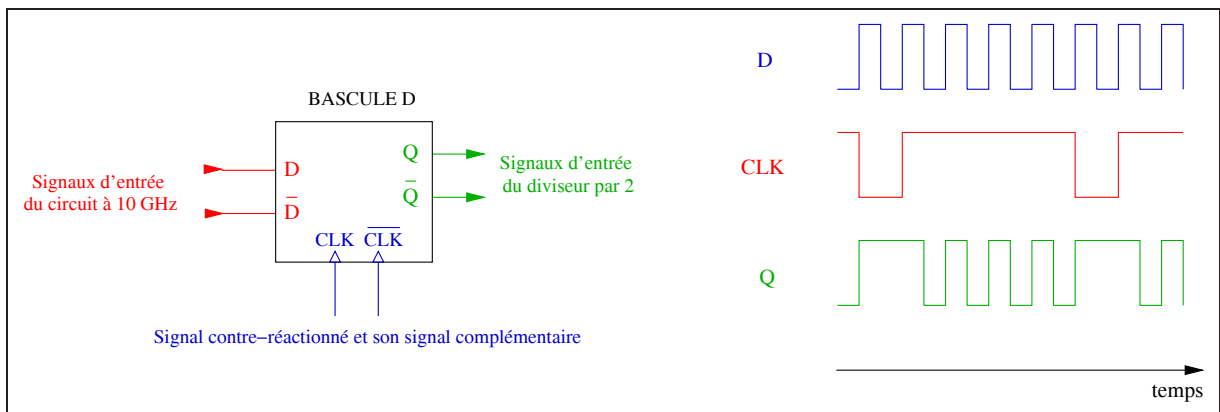 BASCULE D
Signaux d'entrée
du circuit à 10 GHz
D
D̅
Q
Q̅
CLK
C̅L̅K̅
Signaux d'entrée
du diviseur par 2
Signal contre−réactionné et son signal complémentaire
D
CLK
Q
temps